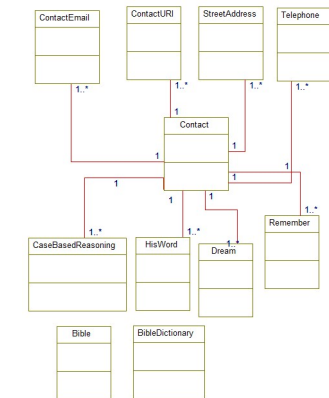 ContactEmail
ContactURI
StreetAddress
Telephone
1..*
1..*
1..*
1..*
1
Contact
1
1
1
1
1
1
1
1..*
1..*
1..*
1..*
CaseBasedReasoning
HisWord
Dream
Remember
Bible
BibleDictionary